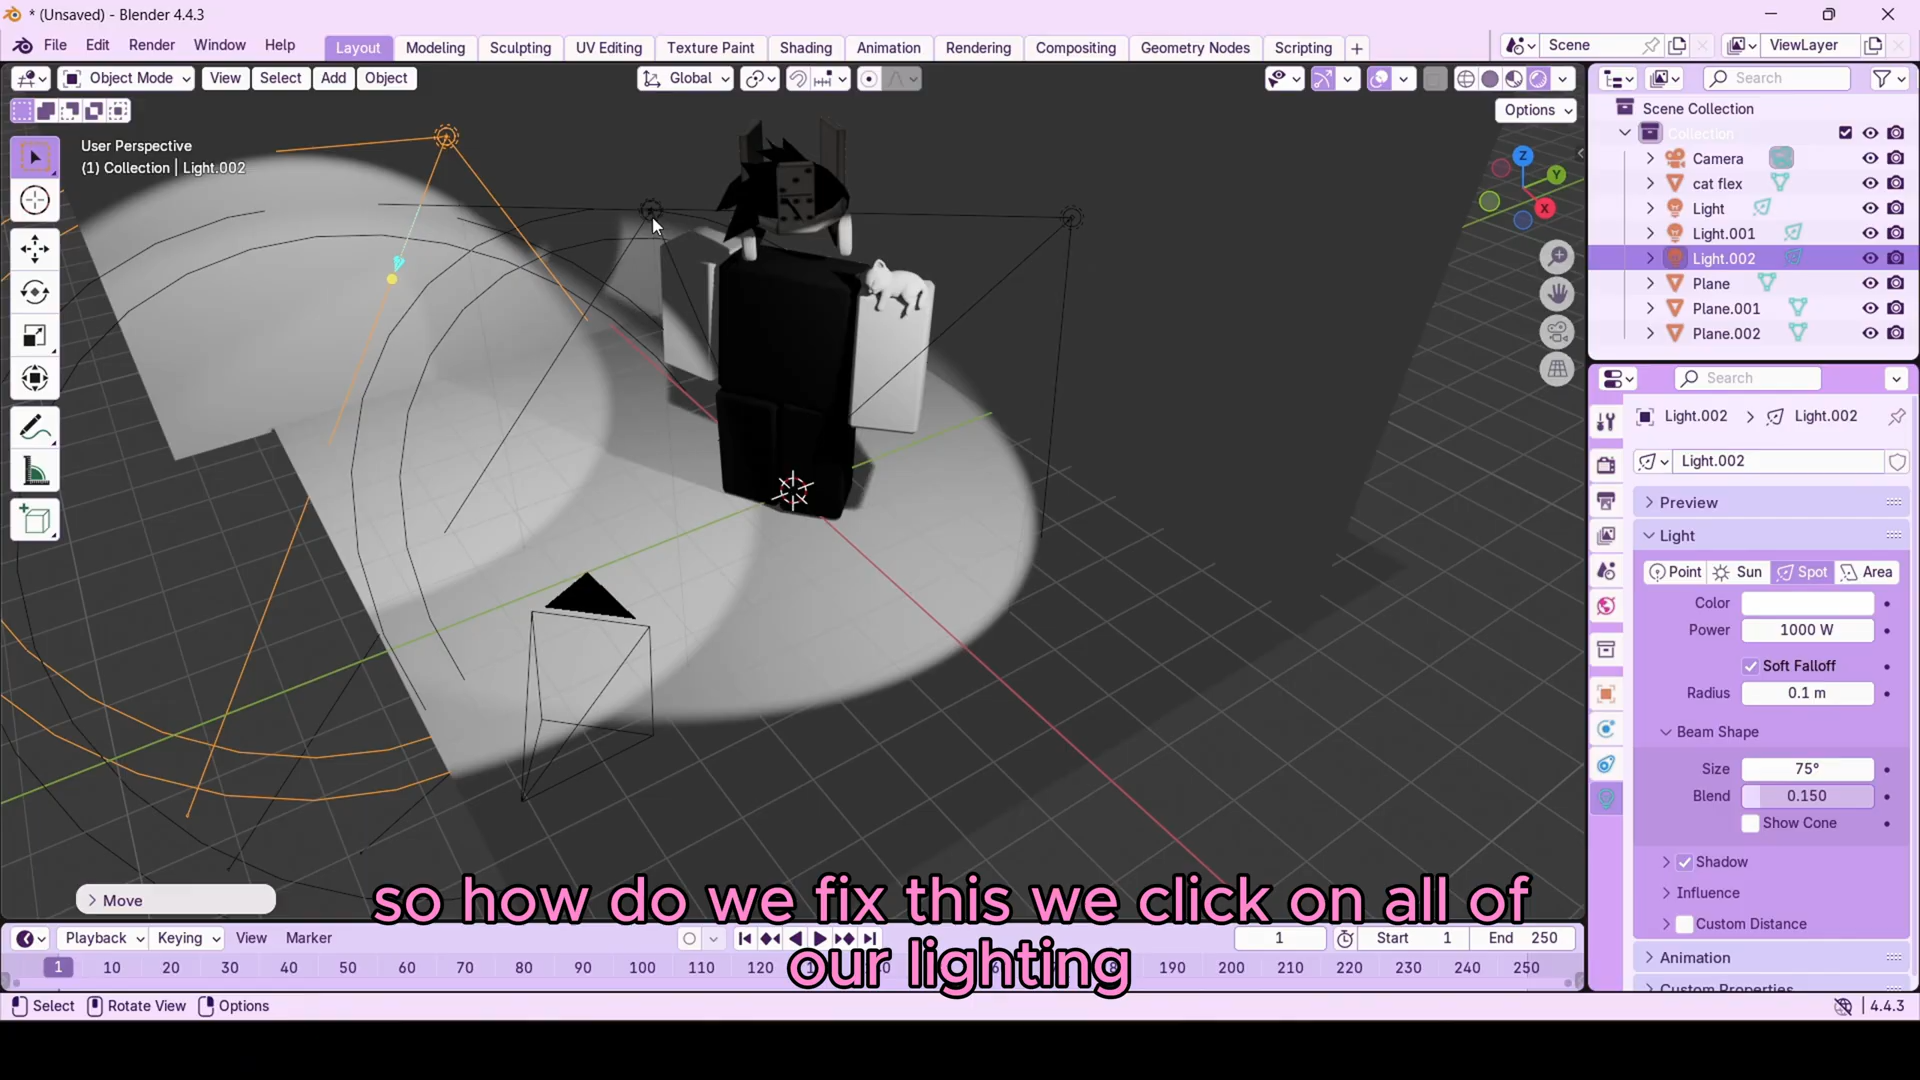 * (Unsaved) - Blender 4.4.3
File Edit Render Window Help Layout Modeling Sculpting UV Editing Texture Paint Shading Animation Rendering Compositing Geometry Nodes Scripting + Scene ViewLayer
Object Mode View Select Add Object Global Search
Options
User Perspective
(1) Collection | Light.002
Z
Y
X
Scene Collection
Collection
Camera
cat flex
Light
Light.001
Light.002
Plane
Plane.001
Plane.002
Search
Light.002 > Light.002
Light.002
Preview
Light
Point Sun Spot Area
Color
Power 1000 W
Soft Falloff
Radius 0.1 m
Beam Shape
Size 75°
Blend 0.150
Show Cone
Shadow
Influence
Custom Distance
Animation
Custom Properties
Move
so how do we fix this we click on all of
our lighting
Playback Keying View Marker 1 Start 1 End 250
1 10 20 30 40 50 60 70 80 90 100 110 120 190 200 210 220 230 240 250
Select Rotate View Options 4.4.3